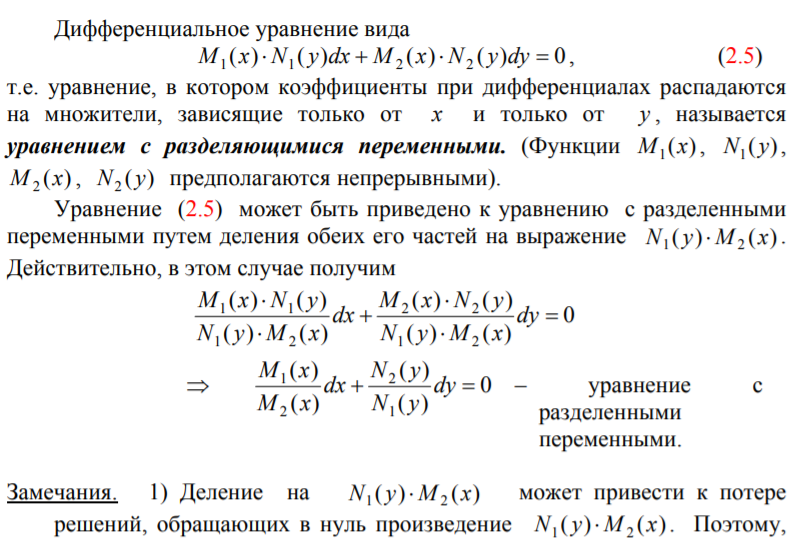 Дифференциальное уравнение вида
M₁(x)·N₁(y)dx + M₂(x)·N₂(y)dy = 0, (2.5)
т.е. уравнение, в котором коэффициенты при дифференциалах распадаются
на множители, зависящие только от x и только от y, называется
уравнением с разделяющимися переменными. (Функции M₁(x), N₁(y),
M₂(x), N₂(y) предполагаются непрерывными).
Уравнение (2.5) может быть приведено к уравнению с разделенными
переменными путем деления обеих его частей на выражение N₁(y)·M₂(x).
Действительно, в этом случае получим
M₁(x)·N₁(y)/N₁(y)·M₂(x) dx + M₂(x)·N₂(y)/N₁(y)·M₂(x) dy = 0
⇒ M₁(x)/M₂(x) dx + N₂(y)/N₁(y) dy = 0 – уравнение с
разделенными
переменными.
Замечания. 1) Деление на N₁(y)·M₂(x) может привести к потере
решений, обращающих в нуль произведение N₁(y)·M₂(x). Поэтому,